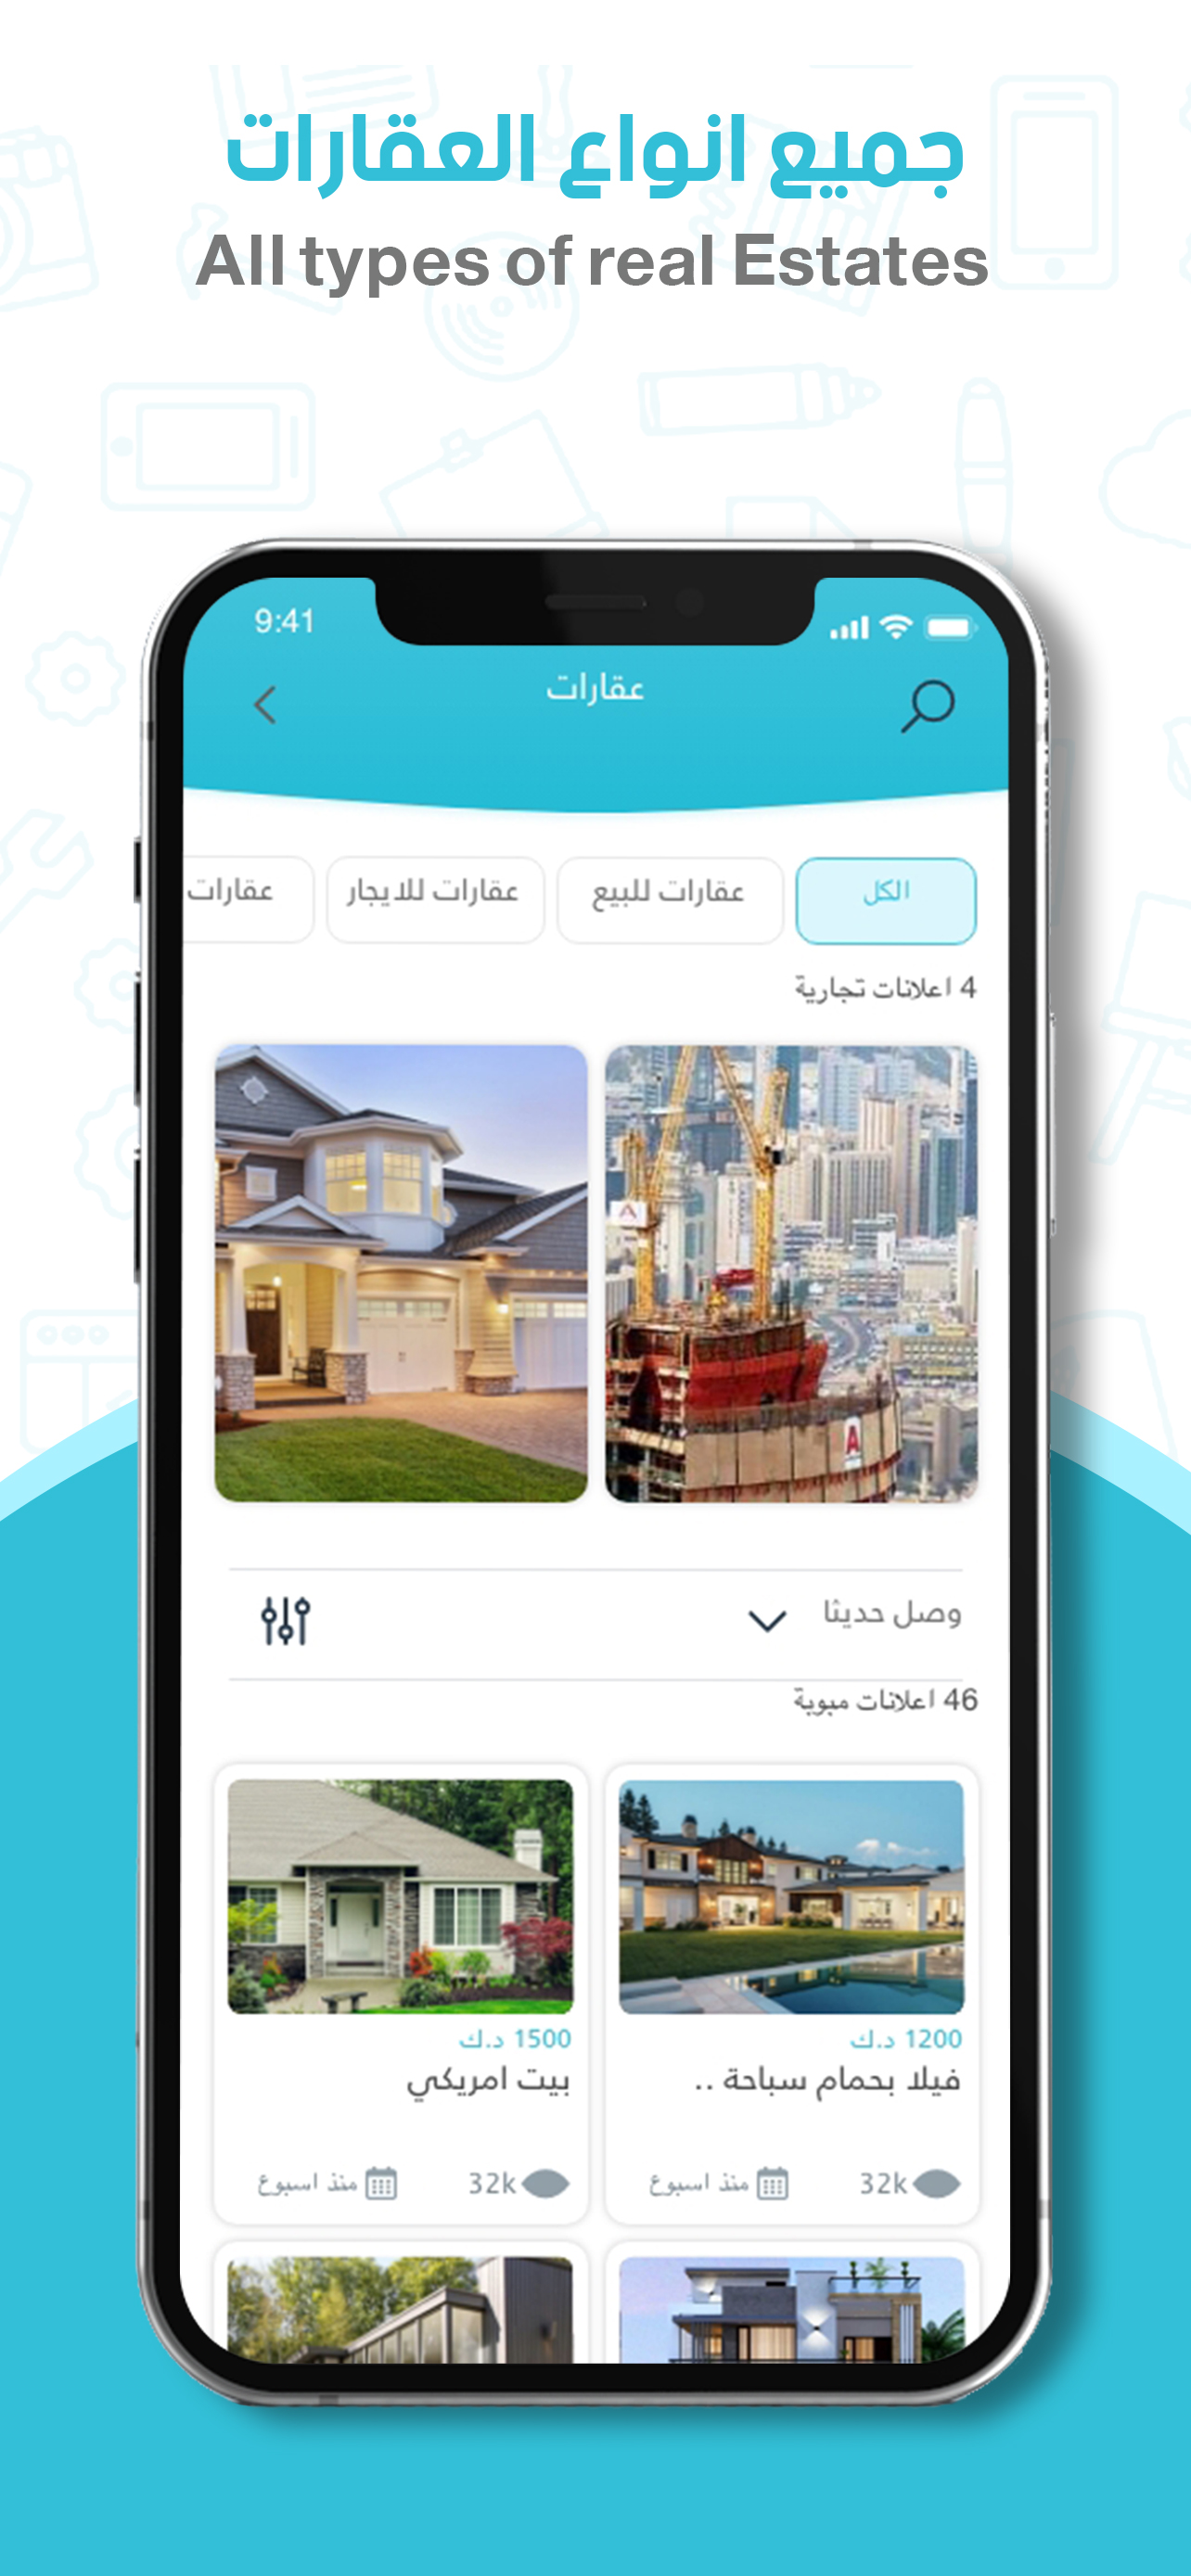 جميع انواع العقارات
All types of real Estates
9:41
عقارات
الكل
عقارات للبيع
عقارات للايجار
عقارات
4 اعلانات تجارية
A
A
وصل حديثا
46 اعلانات مبوبة
1200 د.ك
فيلا بحمام سباحة ..
32k
منذ اسبوع
1500 د.ك
بيت امريكي
32k
منذ اسبوع